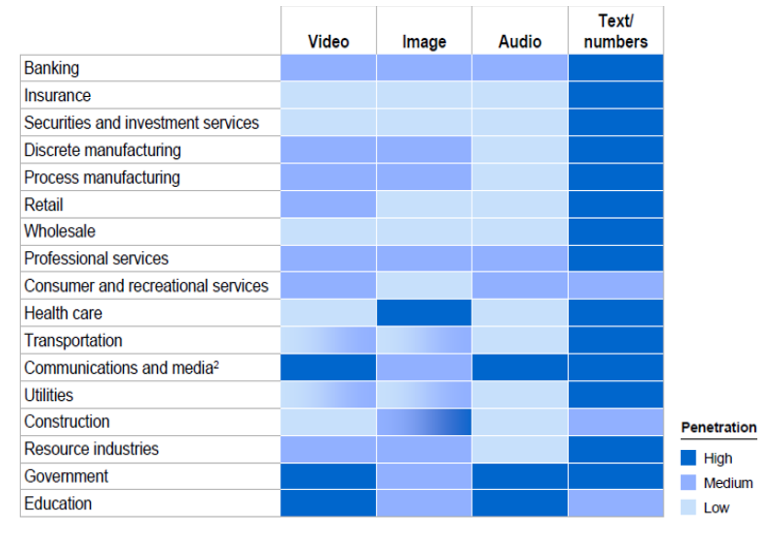 Video Image Audio Text/
numbers
Banking
Insurance
Securities and investment services
Discrete manufacturing
Process manufacturing
Retail
Wholesale
Professional services
Consumer and recreational services
Health care
Transportation
Communications and media²
Utilities
Construction
Resource industries
Government
Education
Penetration
High
Medium
Low